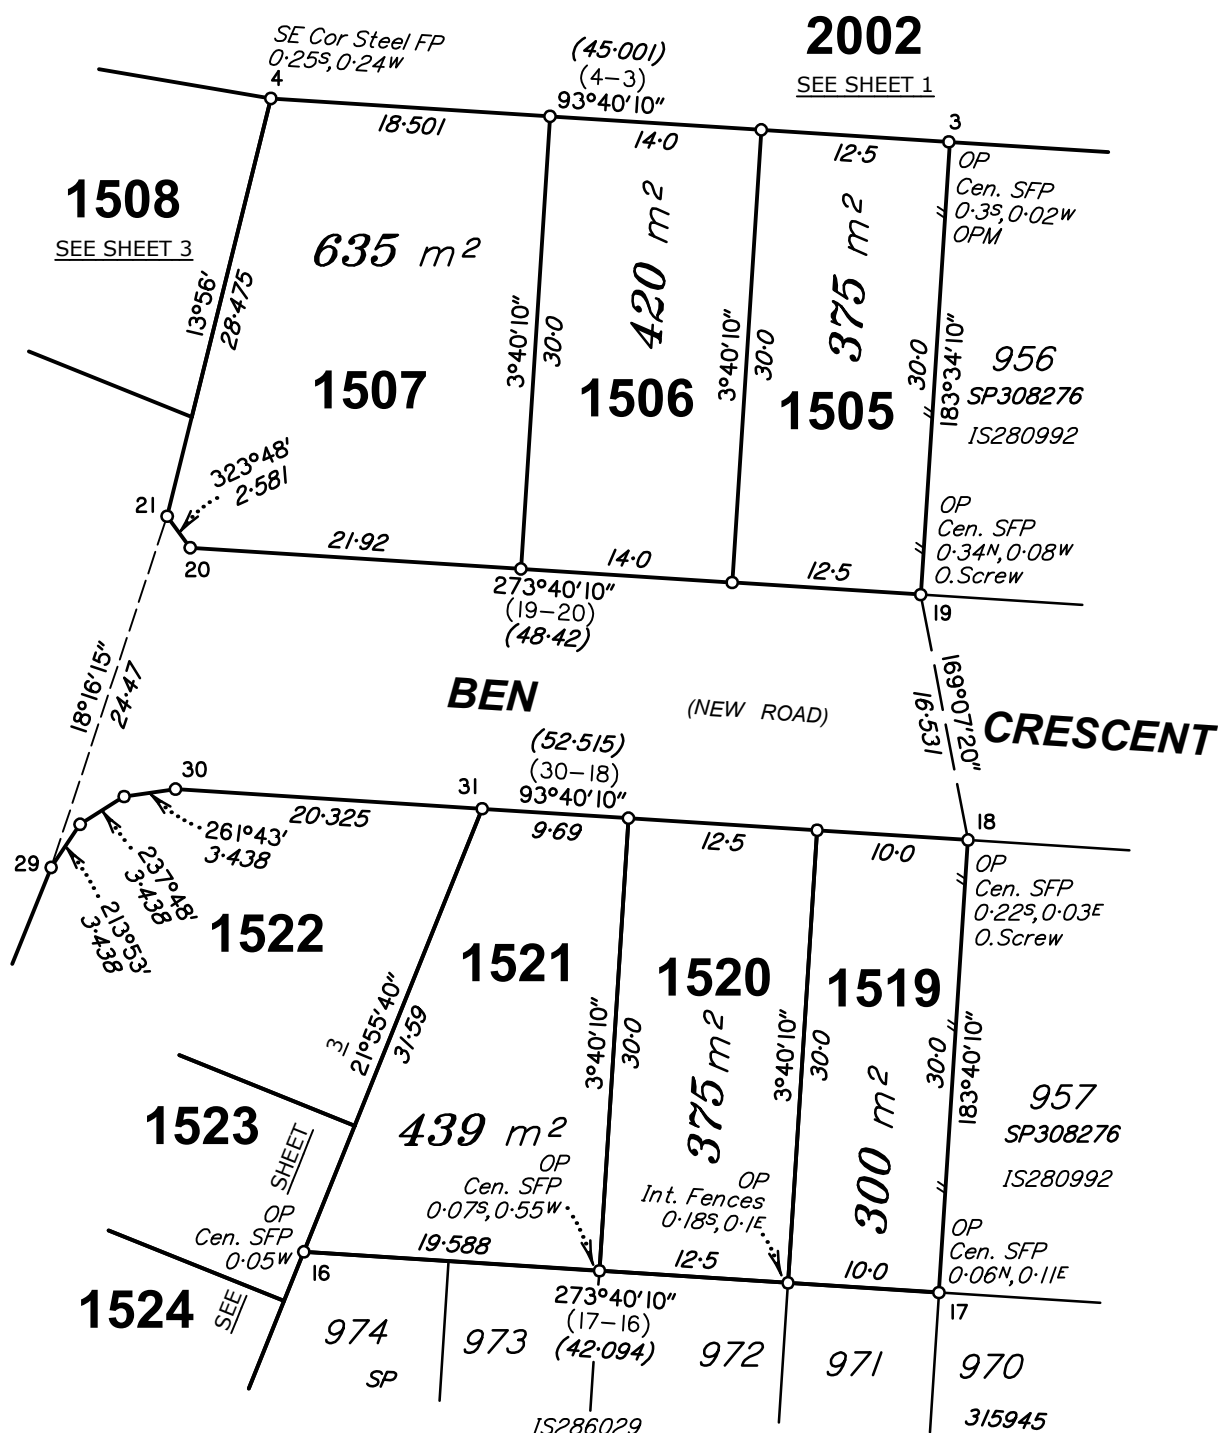 2002
SEE SHEET 1
SE Cor Steel FP
0·25S,0·24W
4
(45·001)
(4–3)
93°40'10"
18·501
14·0
12·5
3
OP
Cen. SFP
0·3S,0·02W
OPM
1508
SEE SHEET 3
13°56'
28·475
635 m²
1507
3°40'10"
30·0
420 m²
1506
3°40'10"
30·0
375 m²
1505
30·0
183°34'10"
956
SP308276
IS280992
323°48'
2·581
21
20
21·92
14·0
12·5
OP
Cen. SFP
0·34N,0·08W
O.Screw
19
273°40'10"
(19–20)
(48·42)
18°16'15"
24·47
BEN
(NEW ROAD)
CRESCENT
169°07'20"
16·531
(52·515)
(30–18)
93°40'10"
30
31
20·325
9·69
12·5
10·0
18
OP
Cen. SFP
0·22S,0·03E
O.Screw
29
261°43'
3·438
237°48'
3·438
213°53'
3·438
1522
1521
1520
1519
21°55'40"
31·59
3°40'10"
30·0
375 m²
3°40'10"
30·0
300 m²
30·0
183°40'10"
957
SP308276
IS280992
439 m²
1523
1524
SEE SHEET 3
OP
Cen. SFP
0·05W
16
OP
Cen. SFP
0·07S,0·55W
OP
Int. Fences
0·18S,0·1E
OP
Cen. SFP
0·06N,0·11E
17
19·588
12·5
10·0
273°40'10"
(17–16)
(42·094)
974
973
972
971
970
SP
315945
IS286029